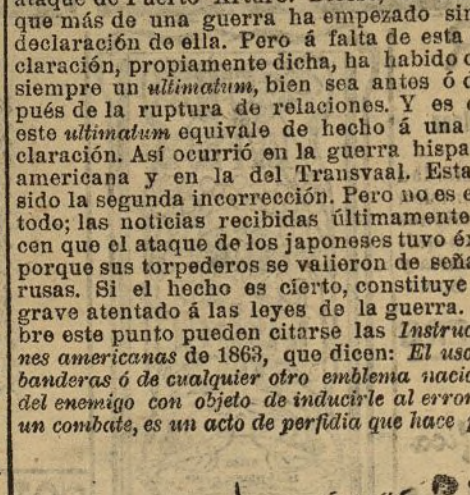 ataque de Puerto Arturo.
que más de una guerra ha empezado sin
declaración de ella. Pero á falta de esta
claración, propiamente dicha, ha habido
siempre un ultimatum, bien sea antes ó
pués de la ruptura de relaciones. Y es
este ultimatum equivale de hecho á una
claración. Así ocurrió en la guerra hispa
americana y en la del Transvaal. Esta
sido la segunda incorrección. Pero no es
todo; las noticias recibidas últimamente
cen que el ataque de los japoneses tuvo éx
porque sus torpederos se valieron de seña
rusas. Si el hecho es cierto, constituye
grave atentado á las leyes de la guerra.
bre este punto pueden citarse las Instruc
nes americanas de 1863, que dicen: El uso
banderas ó de cualquier otro emblema nacio
del enemigo con objeto de inducirle al error
un combate, es un acto de perfidia que hace